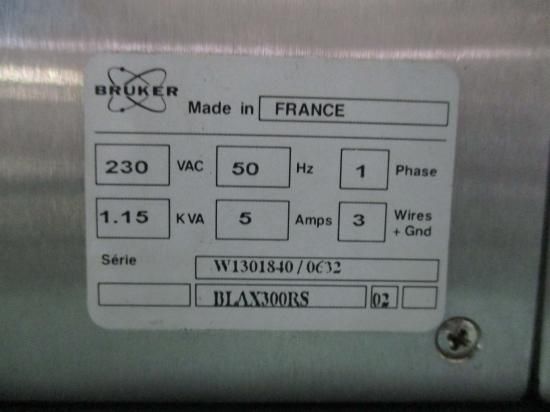 BRUKER
Made in FRANCE
230 VAC 50 Hz 1 Phase
1.15 KVA 5 Amps 3 Wires + Gnd
Série W1301840/0632
BLAX300RS 02